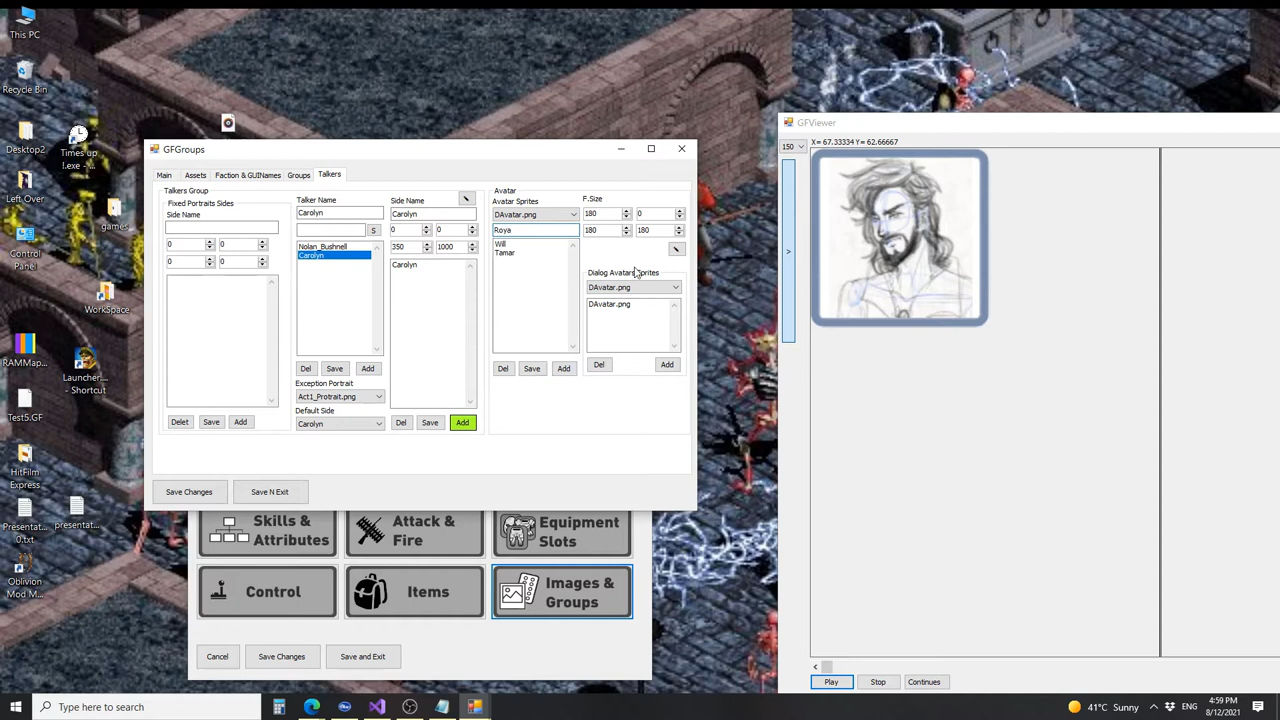 This PC
Recycle Bin
Desktop2
Times up
!.exe - ...
Left Over
games
Control
Panel
WorkSpace
RAMMap...
Launcher....
- Shortcut
Test5.GF
HitFilm
Express
Presentat...
0.txt
presentat...
Oblivion
Mod M...
GFGroups
Main
Assets
Faction & GUINames
Groups
Talkers
Talkers Group
Fixed Portraits Sides
Side Name
0
0
0
0
Delet
Save
Add
Talker Name
Carolyn
S
Nolan_Bushnell
Carolyn
Del
Save
Add
Exception Portrait
Act1_Protrait.png
Default Side
Carolyn
Side Name
Carolyn
0
0
350
1000
Carolyn
Del
Save
Add
Avatar
Avatar Sprites
DAvatar.png
Roya
Will
Tamar
Del
Save
Add
F.Size
180
0
180
180
Dialog Avatars Sprites
DAvatar.png
DAvatar.png
Del
Add
Save Changes
Save N Exit
Skills &
Attributes
Attack &
Fire
Equipment
Slots
Control
Items
Images &
Groups
Cancel
Save Changes
Save and Exit
GFViewer
150
X= 67.33334 Y= 62.66667
>
<
Play
Stop
Continues
Type here to search
41°C Sunny
4:59 PM
8/12/2021